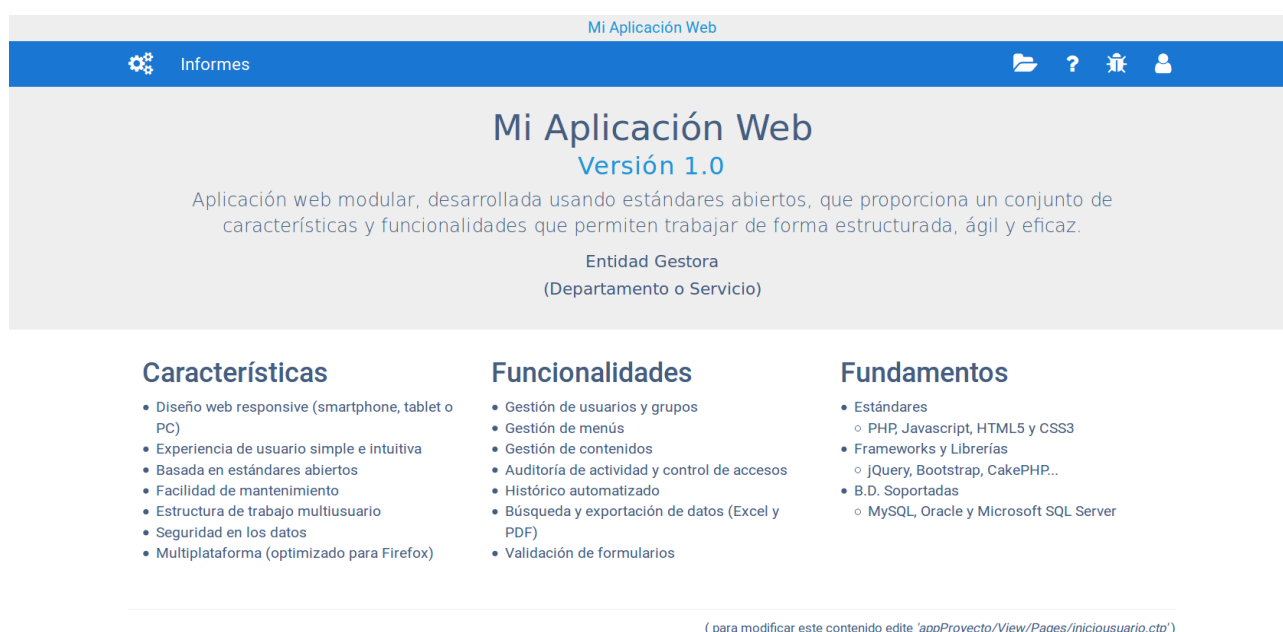 Mi Aplicación Web
Informes
?
Mi Aplicación Web
Versión 1.0
Aplicación web modular, desarrollada usando estándares abiertos, que proporciona un conjunto de
características y funcionalidades que permiten trabajar de forma estructurada, ágil y eficaz.
Entidad Gestora
(Departamento o Servicio)
Características
• Diseño web responsive (smartphone, tablet o
PC)
• Experiencia de usuario simple e intuitiva
• Basada en estándares abiertos
• Facilidad de mantenimiento
• Estructura de trabajo multiusuario
• Seguridad en los datos
• Multiplataforma (optimizado para Firefox)
Funcionalidades
• Gestión de usuarios y grupos
• Gestión de menús
• Gestión de contenidos
• Auditoría de actividad y control de accesos
• Histórico automatizado
• Búsqueda y exportación de datos (Excel y
PDF)
• Validación de formularios
Fundamentos
• Estándares
○ PHP, Javascript, HTML5 y CSS3
• Frameworks y Librerías
○ jQuery, Bootstrap, CakePHP...
• B.D. Soportadas
○ MySQL, Oracle y Microsoft SQL Server
( para modificar este contenido edite 'appProyecto/View/Pages/iniciousuario.ctp')